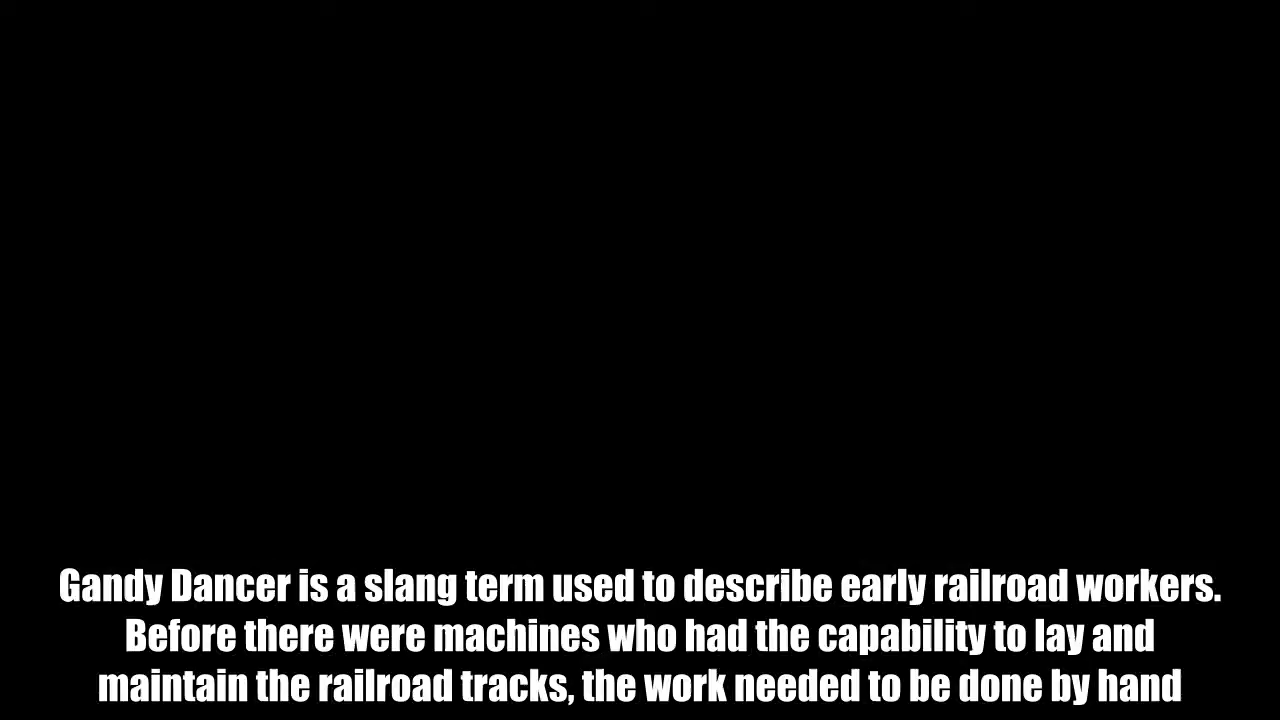 Gandy Dancer is a slang term used to describe early railroad workers.
Before there were machines who had the capability to lay and
maintain the railroad tracks, the work needed to be done by hand